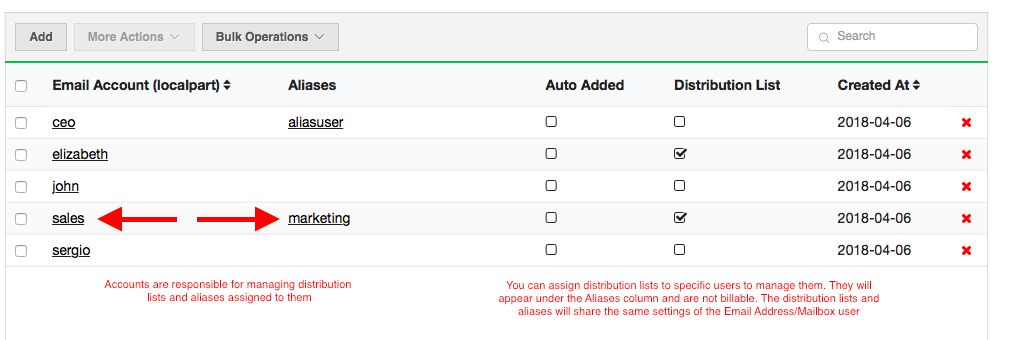 Add More Actions Bulk Operations Search
Email Account (localpart) Aliases Auto Added Distribution List Created At
ceo aliasuser 2018-04-06
elizabeth 2018-04-06
john 2018-04-06
sales marketing 2018-04-06
sergio 2018-04-06
Accounts are responsible for managing distribution
lists and aliases assigned to them
You can assign distribution lists to specific users to manage them. They will
appear under the Aliases column and are not billable. The distribution lists and
aliases will share the same settings of the Email Address/Mailbox user